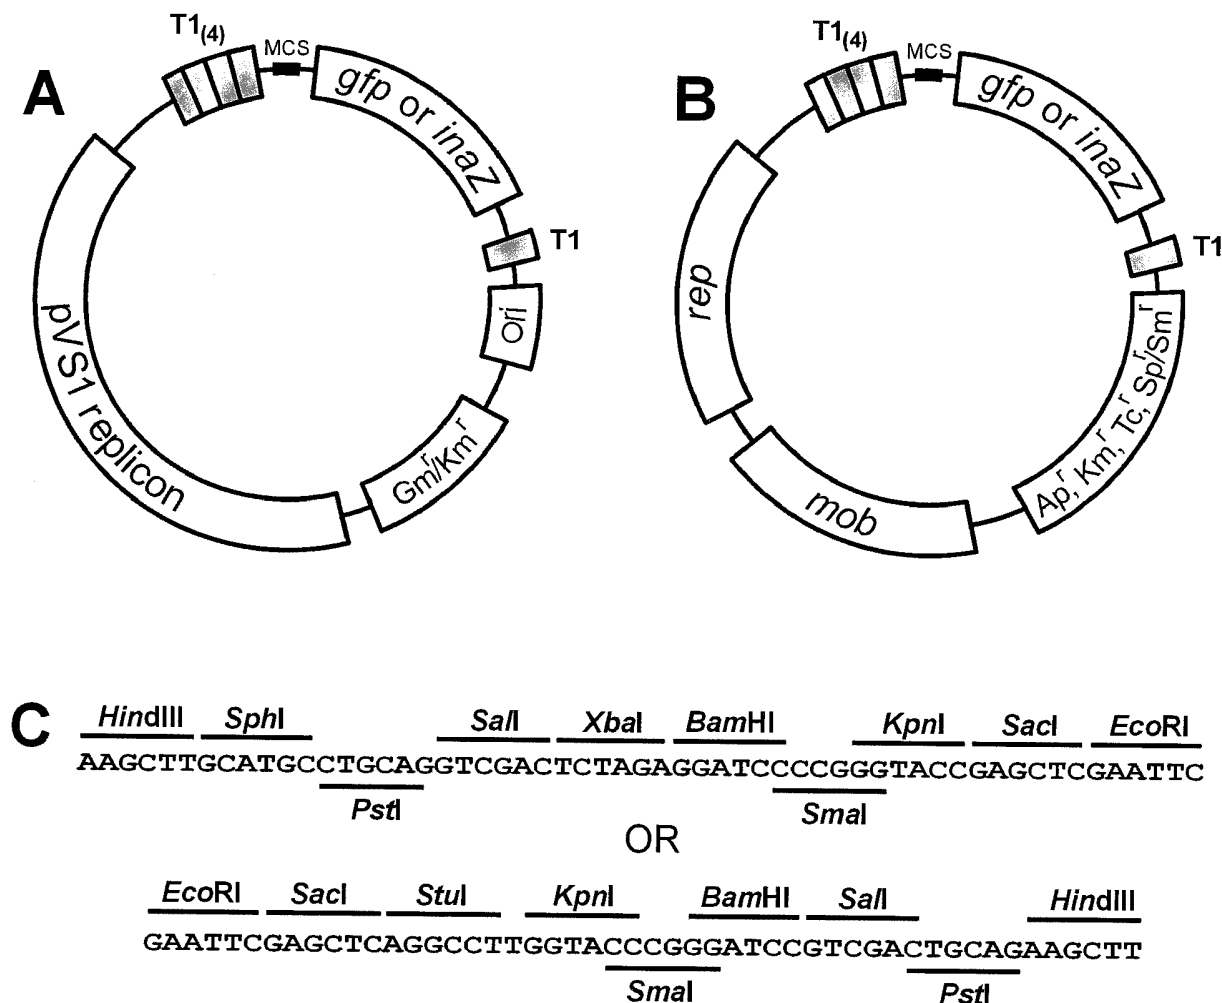 A
T1(4)
MCS
gfp or inaZ
T1
Ori
Gmr/Kmr
pVS1 replicon
B
T1(4)
MCS
gfp or inaZ
T1
Apr, Kmr, Tcr, Sp/Smr
mob
rep
C
HindIII SphI SalI XbaI BamHI KpnI SacI EcoRI
AAGCTTGCATGCCTGCAGGTCGACTCTAGAGGATCCCCGGGTACCGAGCTCGAATTC
PstI SmaI
OR
EcoRI SacI StuI KpnI BamHI SalI HindIII
GAATTCGAGCTCAGGCCTTGGTACCCGGGATCCGTCGACTGCAGAAGCTT
SmaI PstI